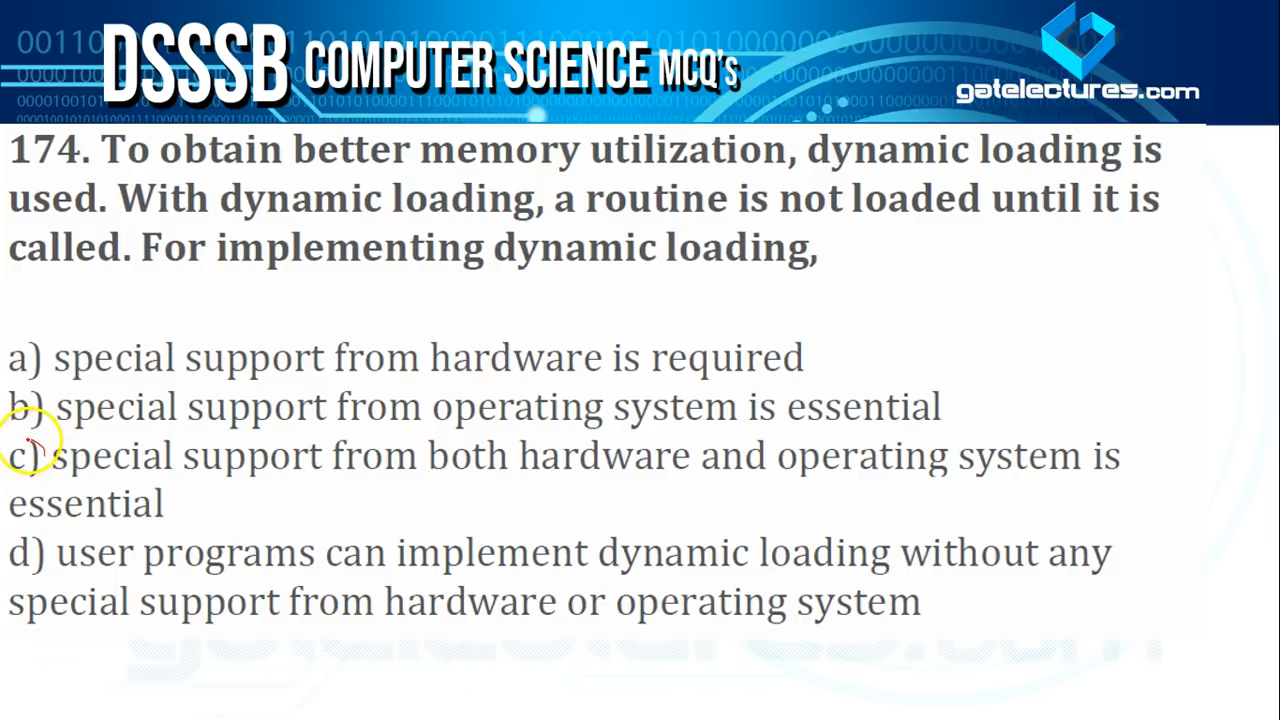 DSSSB COMPUTER SCIENCE MCQ's
gatelectures.com
174. To obtain better memory utilization, dynamic loading is
used. With dynamic loading, a routine is not loaded until it is
called. For implementing dynamic loading,
a) special support from hardware is required
b) special support from operating system is essential
c) special support from both hardware and operating system is
essential
d) user programs can implement dynamic loading without any
special support from hardware or operating system
gatelectures.com